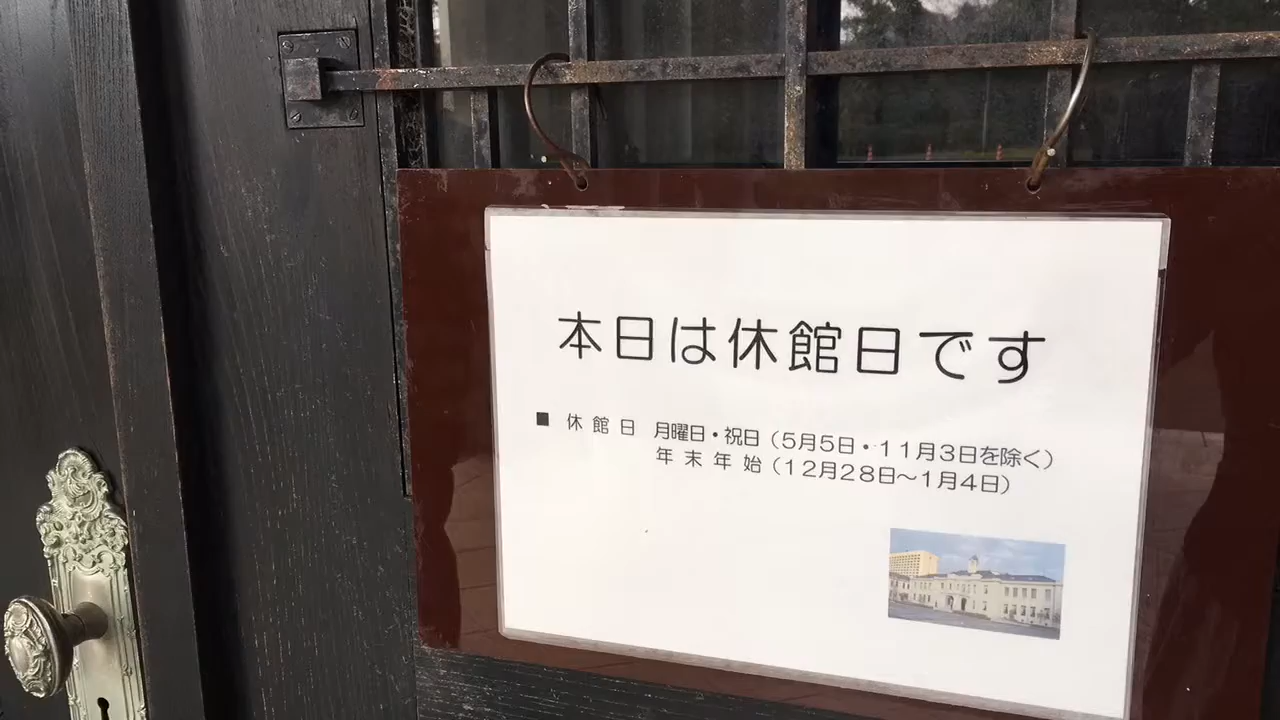 本日は休館日です
■ 休館日 月曜日・祝日（5月5日・11月3日を除く）
年末年始（12月28日～1月4日）